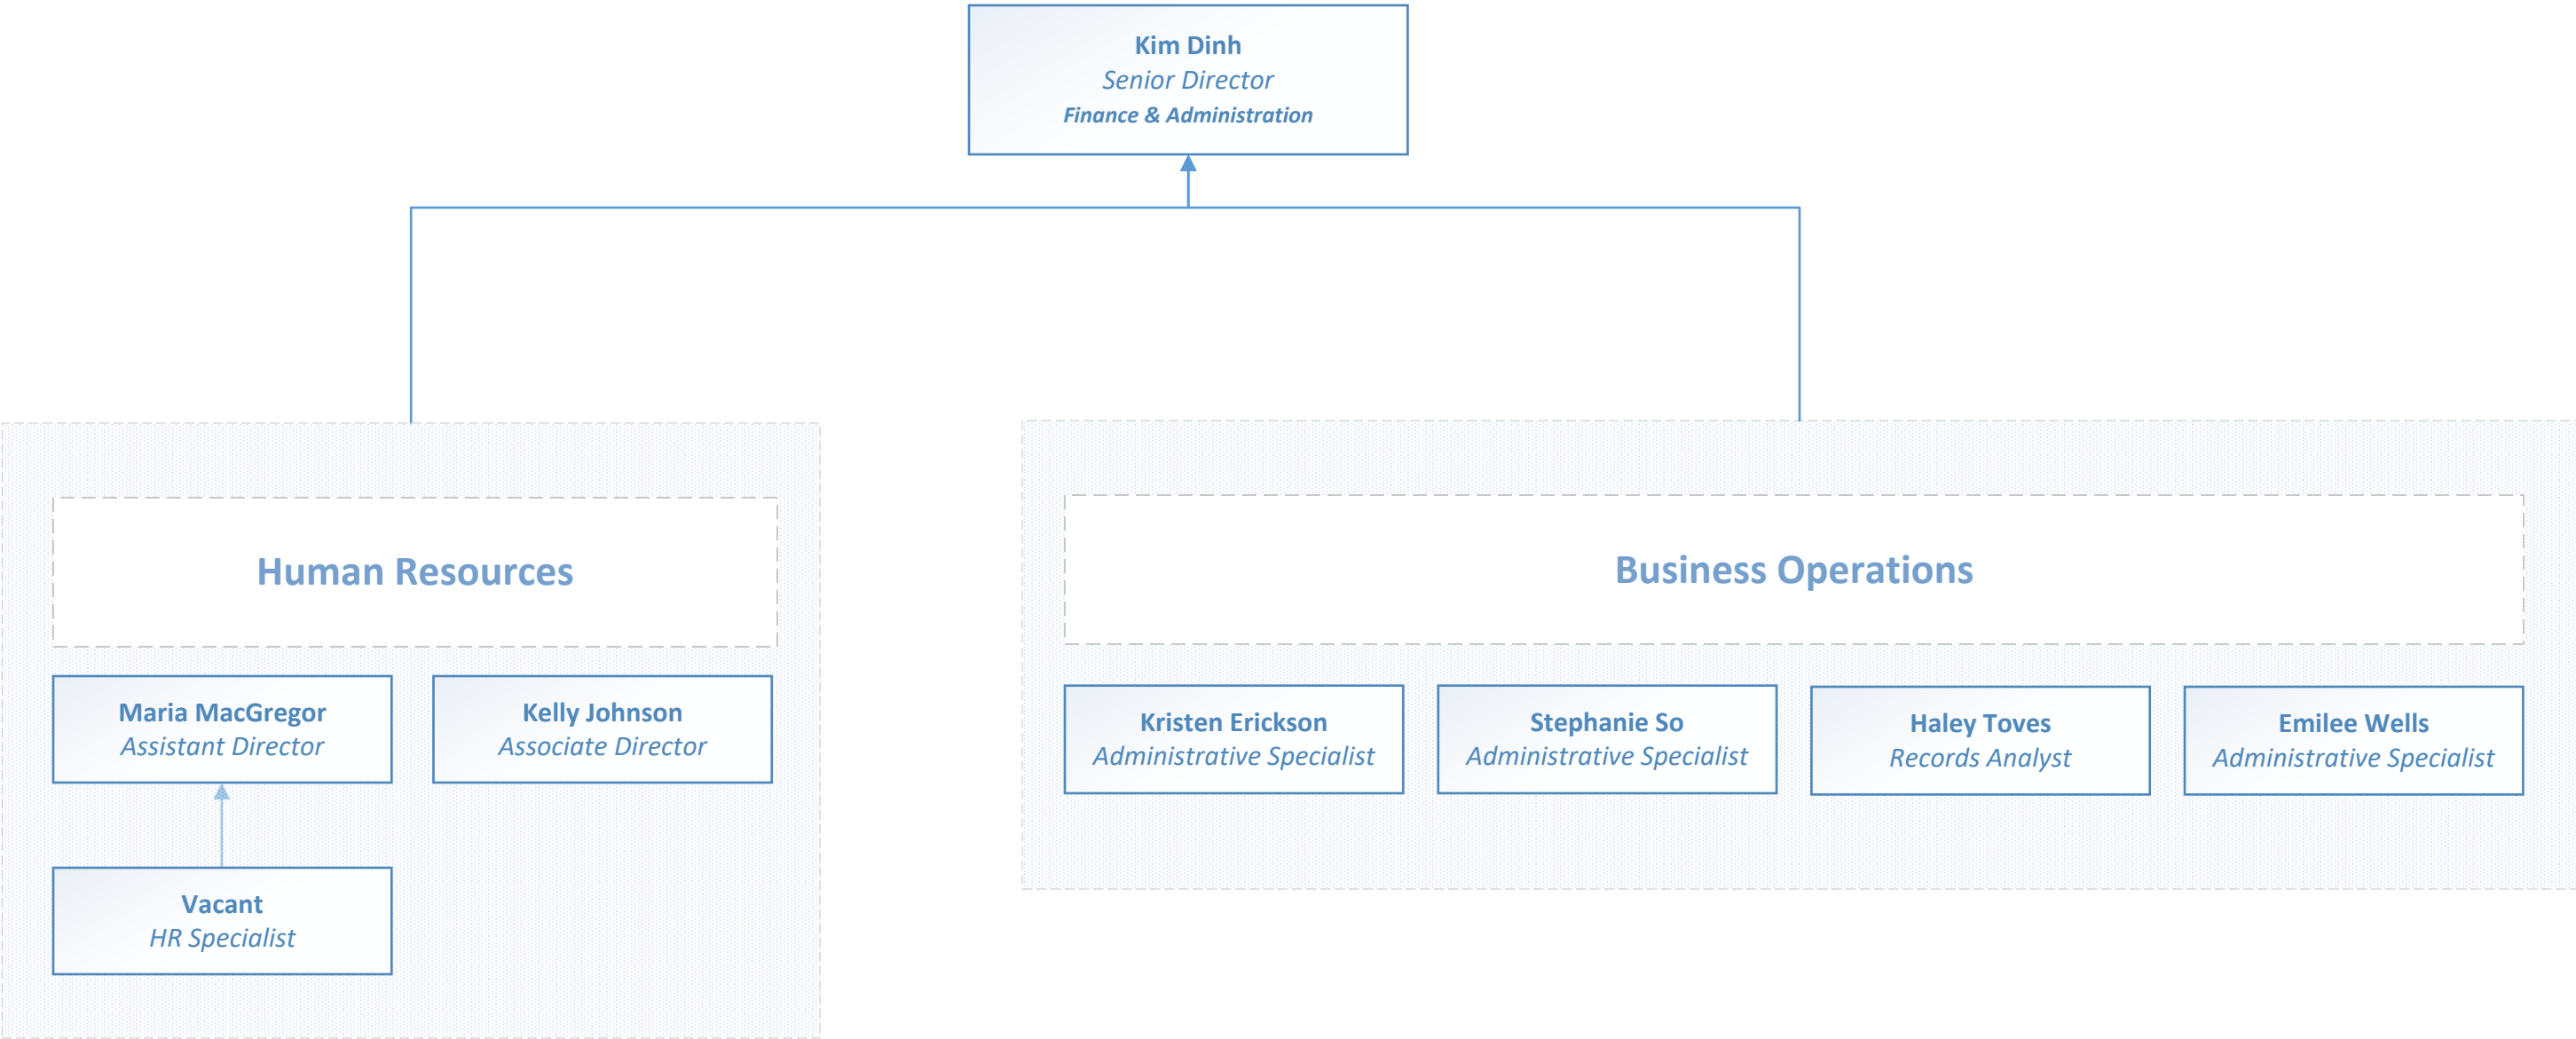 Kim Dinh
Senior Director
Finance & Administration
Human Resources
Maria MacGregor
Assistant Director
Kelly Johnson
Associate Director
Vacant
HR Specialist
Business Operations
Kristen Erickson
Administrative Specialist
Stephanie So
Administrative Specialist
Haley Toves
Records Analyst
Emilee Wells
Administrative Specialist